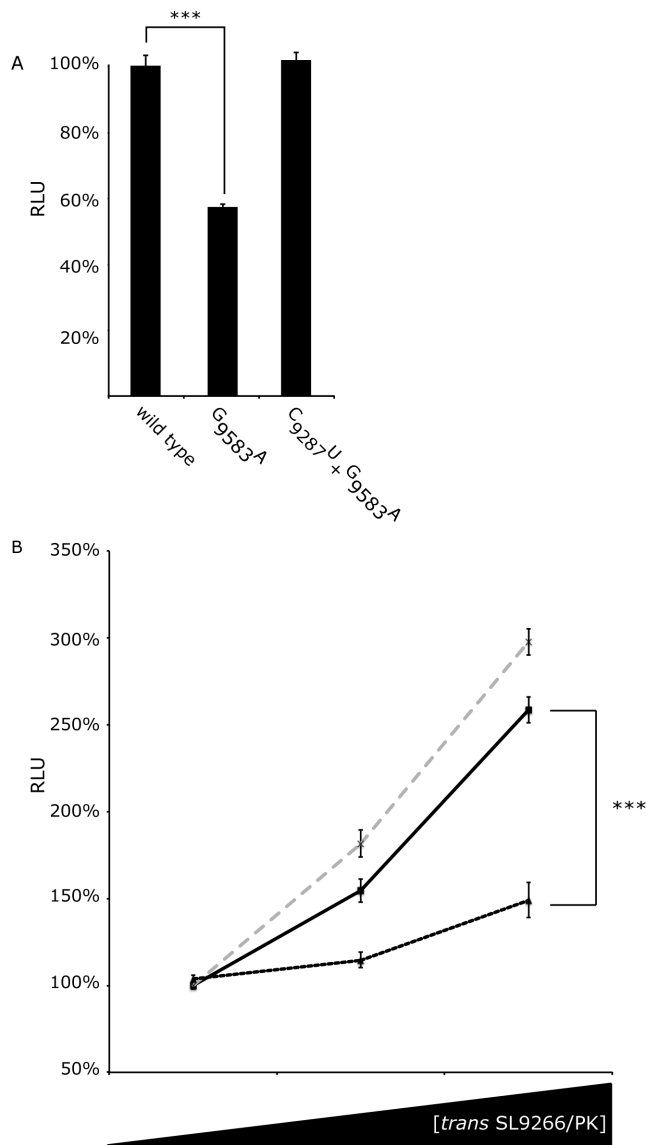 ***
A
100%
80%
60%
40%
20%
RLU
wild type
G9583A
C9287U + G9583A
B
350%
300%
250%
200%
150%
100%
50%
RLU
***
[trans SL9266/PK]